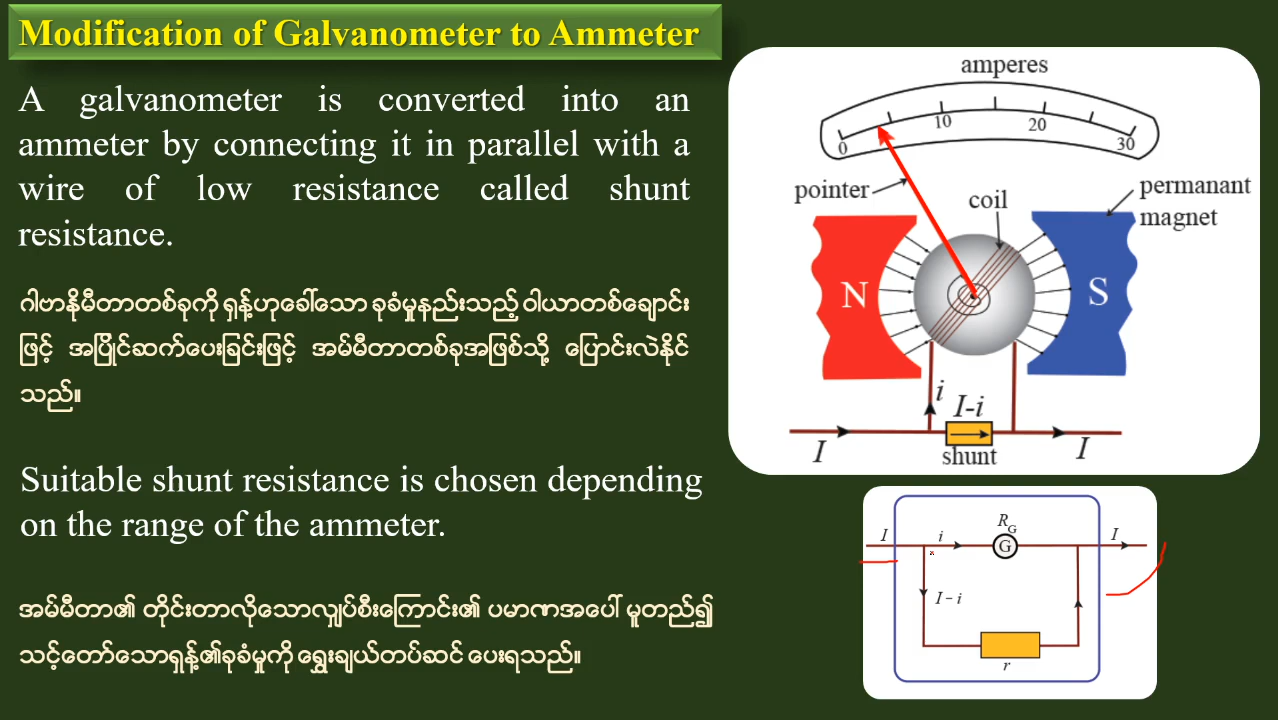 Modification of Galvanometer to Ammeter
A galvanometer is converted into an
ammeter by connecting it in parallel with a
wire of low resistance called shunt
resistance.
ဂါဗာနိုမီတာတစ်ခုကို ရှန့်ဟုခေါ်သော ခုခံမှုနည်းသည့် ဝါယာတစ်ချောင်း
ဖြင့် အပြိုင်ဆက်ပေးခြင်းဖြင့် အမ်မီတာတစ်ခုအဖြစ်သို့ ပြောင်းလဲနိုင်
သည်။
Suitable shunt resistance is chosen depending
on the range of the ammeter.
အမ်မီတာ၏ တိုင်းတာလိုသောလျှပ်စီးကြောင်း၏ ပမာဏအပေါ် မူတည်၍
သင့်တော်သောရှန့်၏ခုခံမှုကို ရွေးချယ်တပ်ဆင် ပေးရသည်။
amperes
0 10 20 30
pointer
coil
permanant
magnet
N
S
i
I-i
I
shunt
I
R_G
I
i
G
I
I - i
r